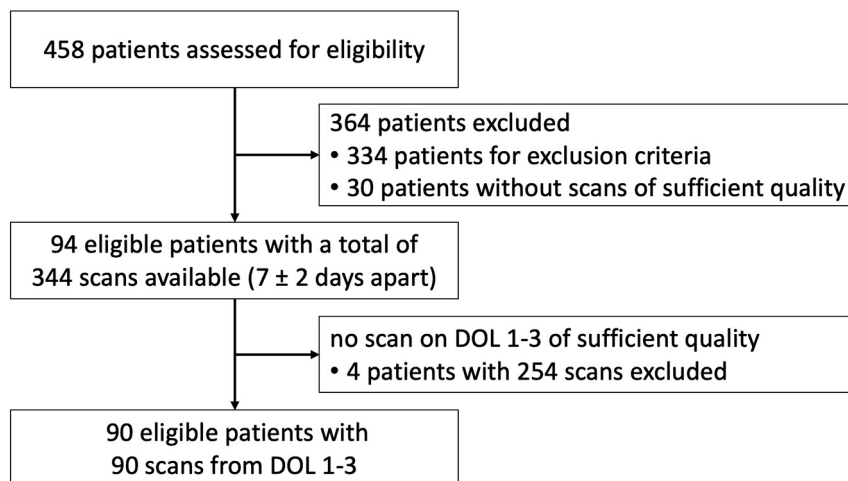 458 patients assessed for eligibility
364 patients excluded
• 334 patients for exclusion criteria
• 30 patients without scans of sufficient quality
94 eligible patients with a total of
344 scans available (7 ± 2 days apart)
no scan on DOL 1-3 of sufficient quality
• 4 patients with 254 scans excluded
90 eligible patients with
90 scans from DOL 1-3